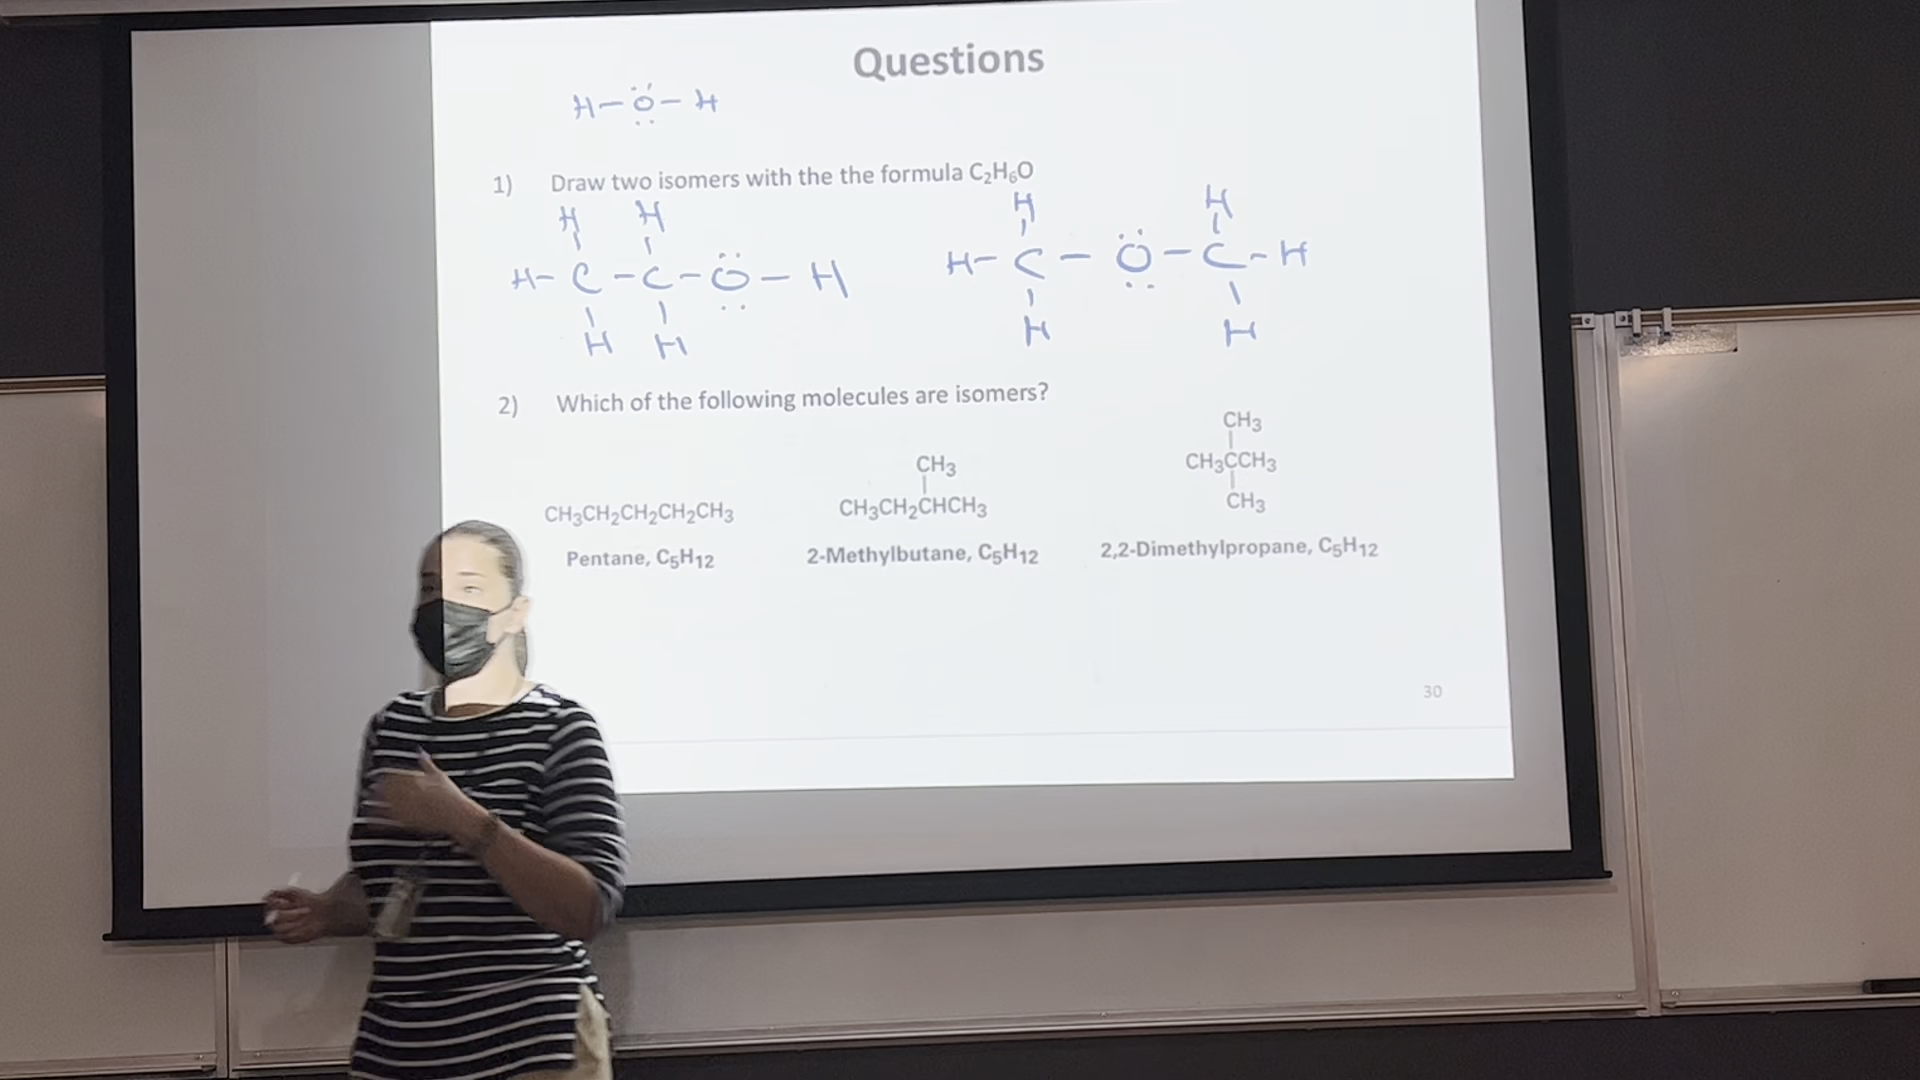 Questions
H-Ö-H
1) Draw two isomers with the the formula C₂H₆O
H H
H-C-C-Ö-H
H H
H H
H-C-Ö-C-H
H H
2) Which of the following molecules are isomers?
CH₃CH₂CH₂CH₂CH₃
Pentane, C₅H₁₂
CH₃
CH₃CH₂CHCH₃
2-Methylbutane, C₅H₁₂
CH₃
CH₃CCH₃
CH₃
2,2-Dimethylpropane, C₅H₁₂
30